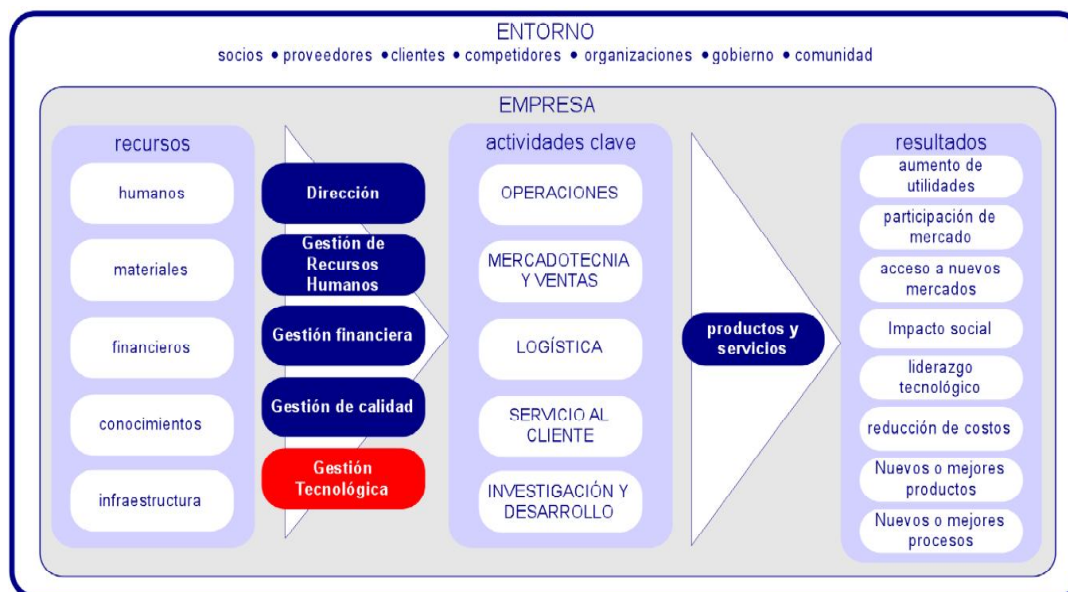 ENTORNO
socios • proveedores • clientes • competidores • organizaciones • gobierno • comunidad
EMPRESA
recursos
humanos
materiales
financieros
conocimientos
infraestructura
Dirección
Gestión de
Recursos
Humanos
Gestión financiera
Gestión de calidad
Gestión
Tecnológica
actividades clave
OPERACIONES
MERCADOTECNIA
Y VENTAS
LOGÍSTICA
SERVICIO AL
CLIENTE
INVESTIGACIÓN Y
DESARROLLO
productos y
servicios
resultados
aumento de
utilidades
participación de
mercado
acceso a nuevos
mercados
Impacto social
liderazgo
tecnológico
reducción de costos
Nuevos o mejores
productos
Nuevos o mejores
procesos